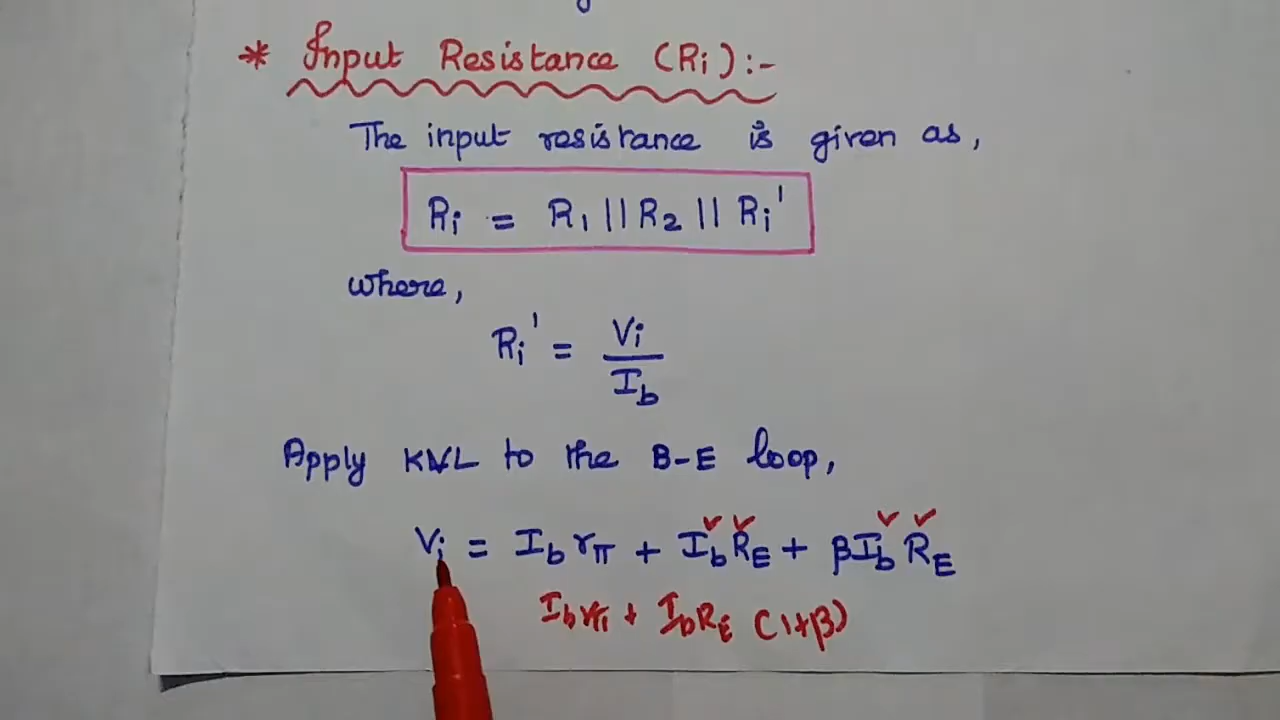 * Input Resistance (Ri) :-
The input resistance is given as,
Ri = R1 || R2 || Ri'
where,
Ri' = Vi / Ib
Apply KVL to the B-E loop,
Vi = Ib rπ + Ib RE + βIb RE
Ib rπ + Ib RE (1+β)